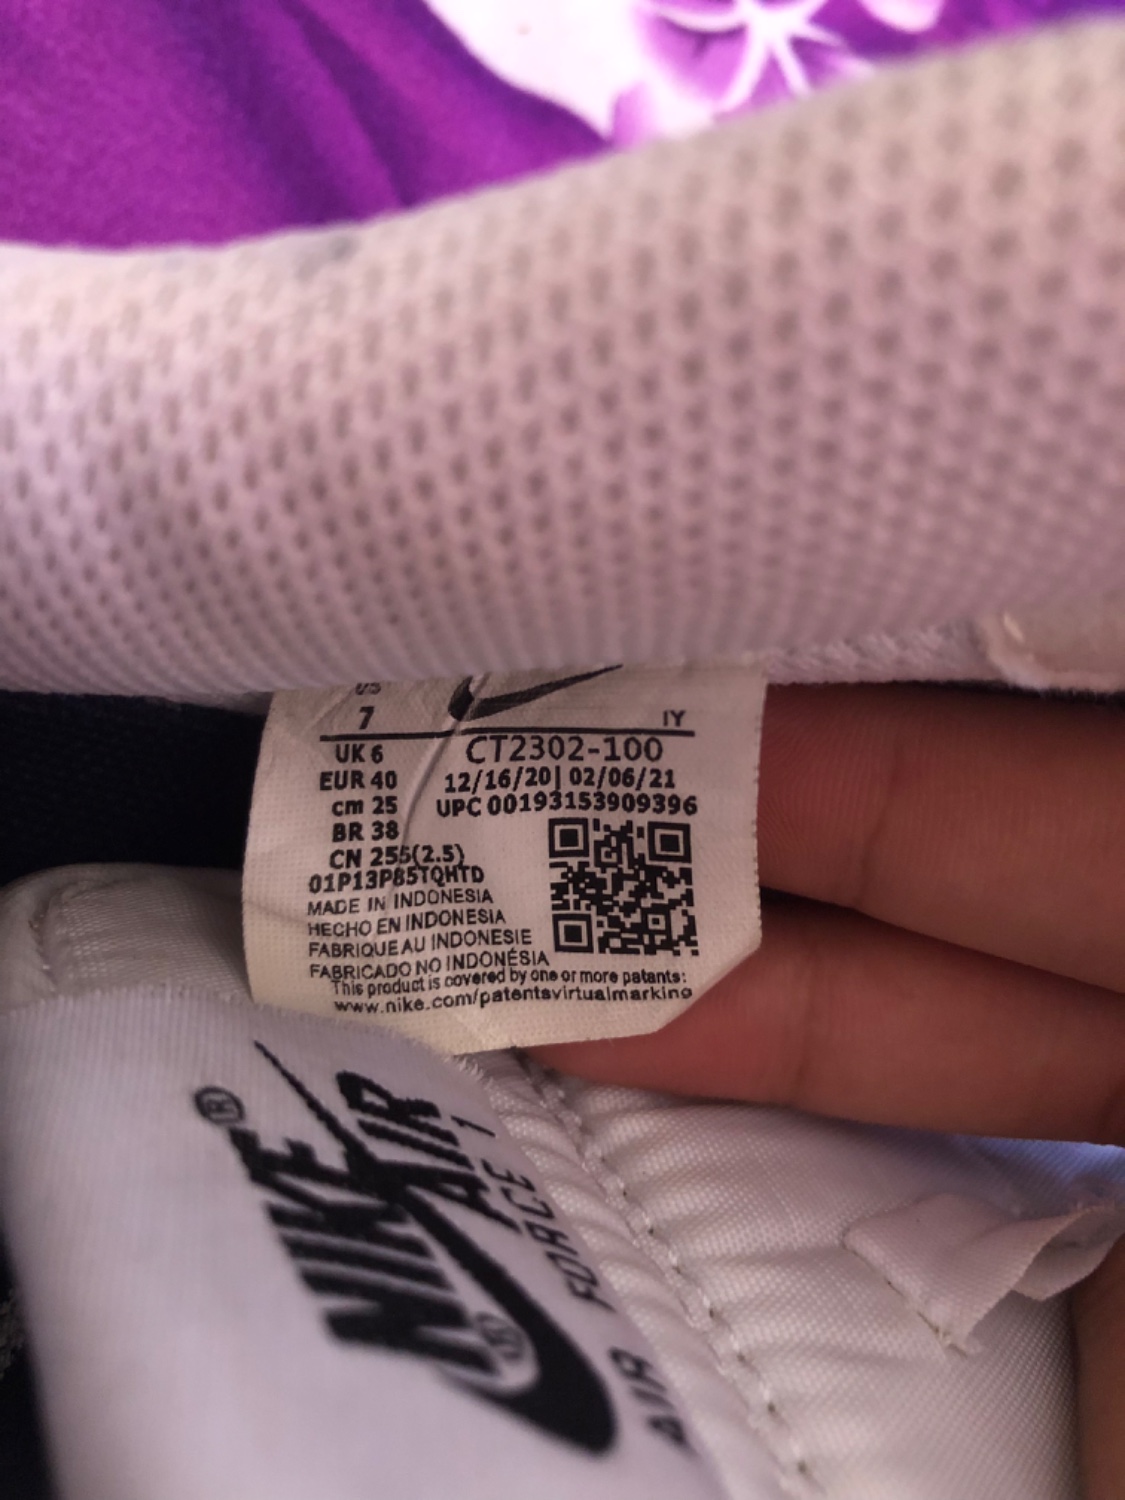 US
7
IY
UK 6
CT2302-100
EUR 40
12/16/20| 02/06/21
cm 25
UPC 00193153909396
BR 38
CN 255(2.5)
01P13P85TQHTD
MADE IN INDONESIA
HECHO EN INDONESIA
FABRIQUE AU INDONESIE
FABRICADO NO INDONÉSIA
This product is covered by one or more patents:
www.nike.com/patentsvirtualmarking
NIKE®
AIR
®
AIR FORCE 1